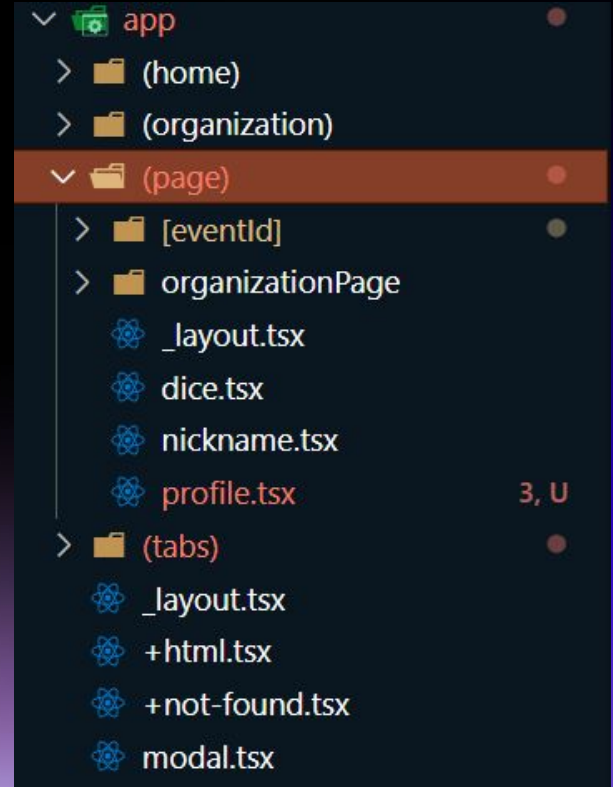 app
(home)
(organization)
(page)
[eventId]
organizationPage
_layout.tsx
dice.tsx
nickname.tsx
profile.tsx 3, U
(tabs)
_layout.tsx
+html.tsx
+not-found.tsx
modal.tsx